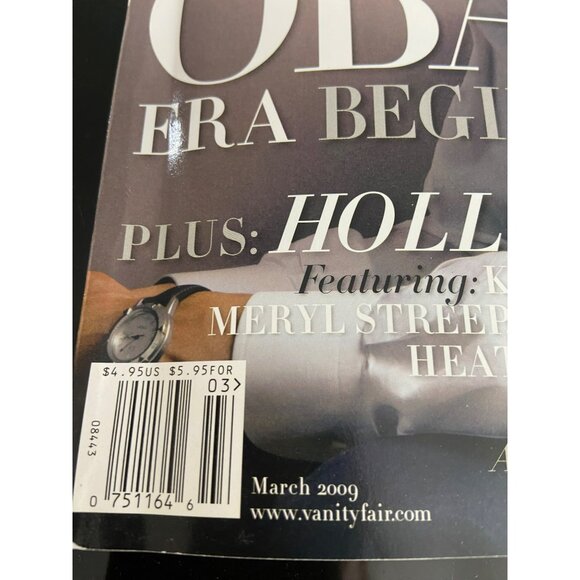 OBA
ERA BEGI
PLUS: HOLL
Featuring: K
MERYL STREEP
HEAT
A
$4.95US $5.95FOR
03>
08443
0 751164 6
March 2009
www.vanityfair.com